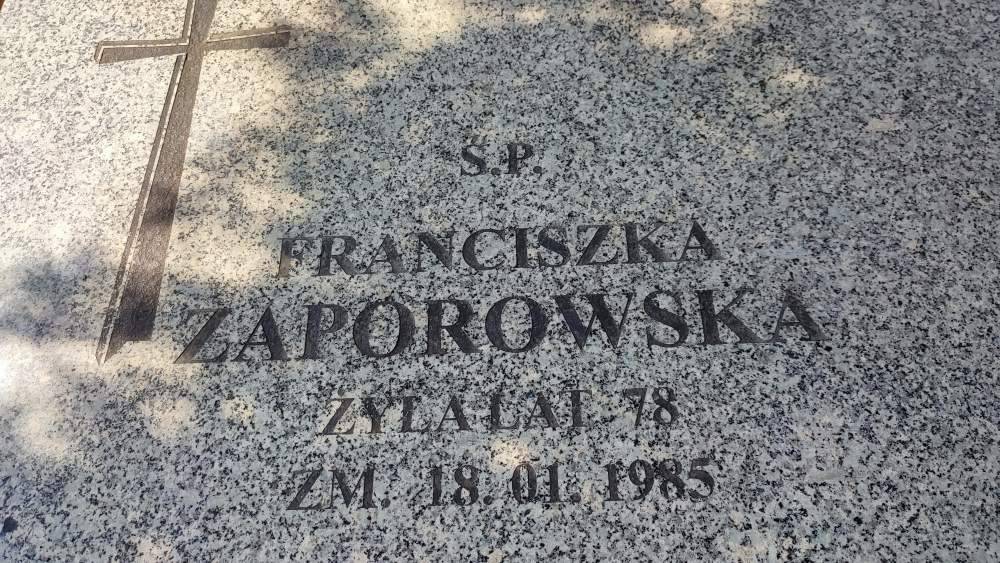 Ś.P.
FRANCISZKA
ZAPOROWSKA
ŻYŁA LAT 78
ZM. 18.01.1985